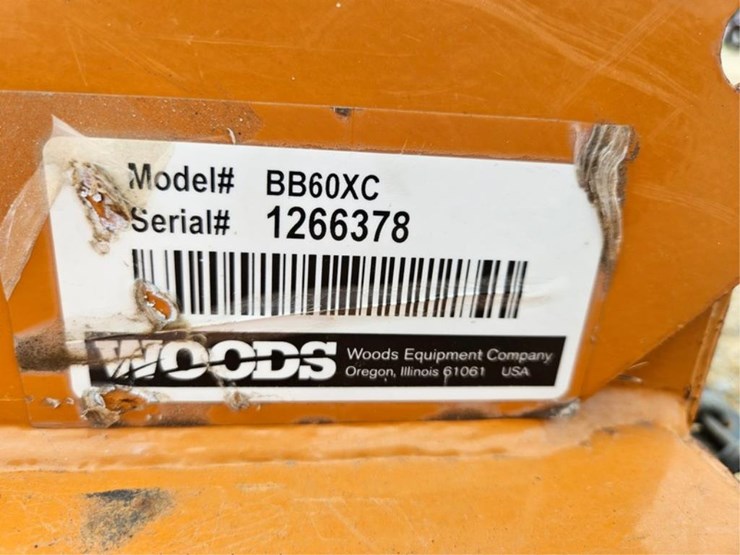 Model# BB60XC
Serial# 1266378
WOODS Woods Equipment Company
Oregon, Illinois 61061 USA